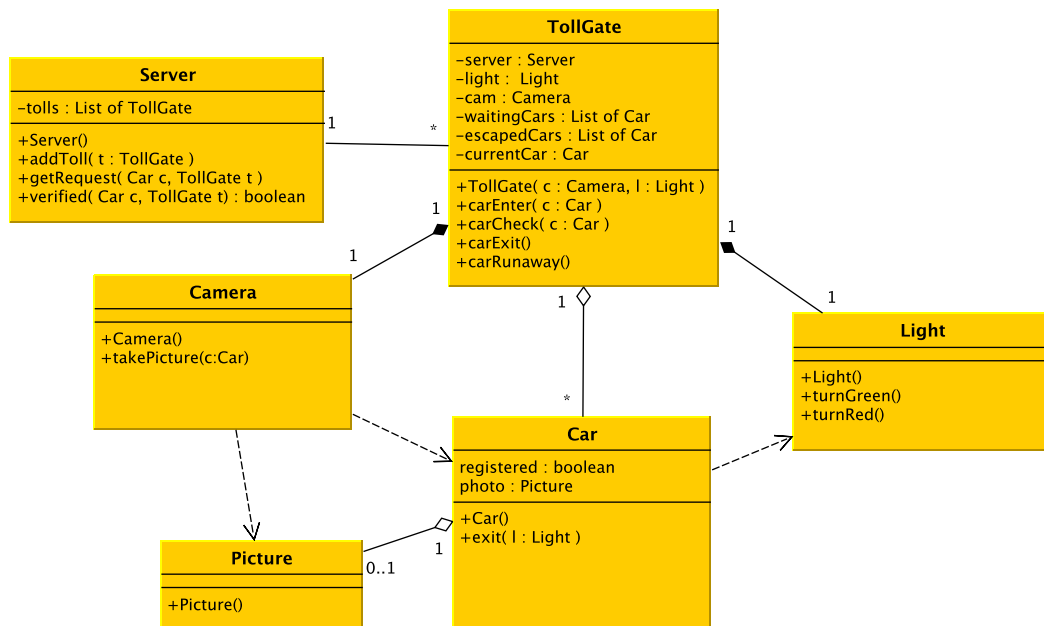 TollGate
-server : Server
-light :  Light
-cam : Camera
-waitingCars : List of Car
-escapedCars : List of Car
-currentCar : Car
+TollGate( c : Camera, l : Light )
+carEnter( c : Car )
+carCheck( c : Car )
+carExit()
+carRunaway()
Server
-tolls : List of TollGate
+Server()
+addToll( t : TollGate )
+getRequest( Car c, TollGate t )
+verified( Car c, TollGate t) : boolean
1
*
1
1
1
1
1
*
Camera
+Camera()
+takePicture(c:Car)
Light
+Light()
+turnGreen()
+turnRed()
Car
registered : boolean
photo : Picture
+Car()
+exit( l : Light )
1
0..1
Picture
+Picture()